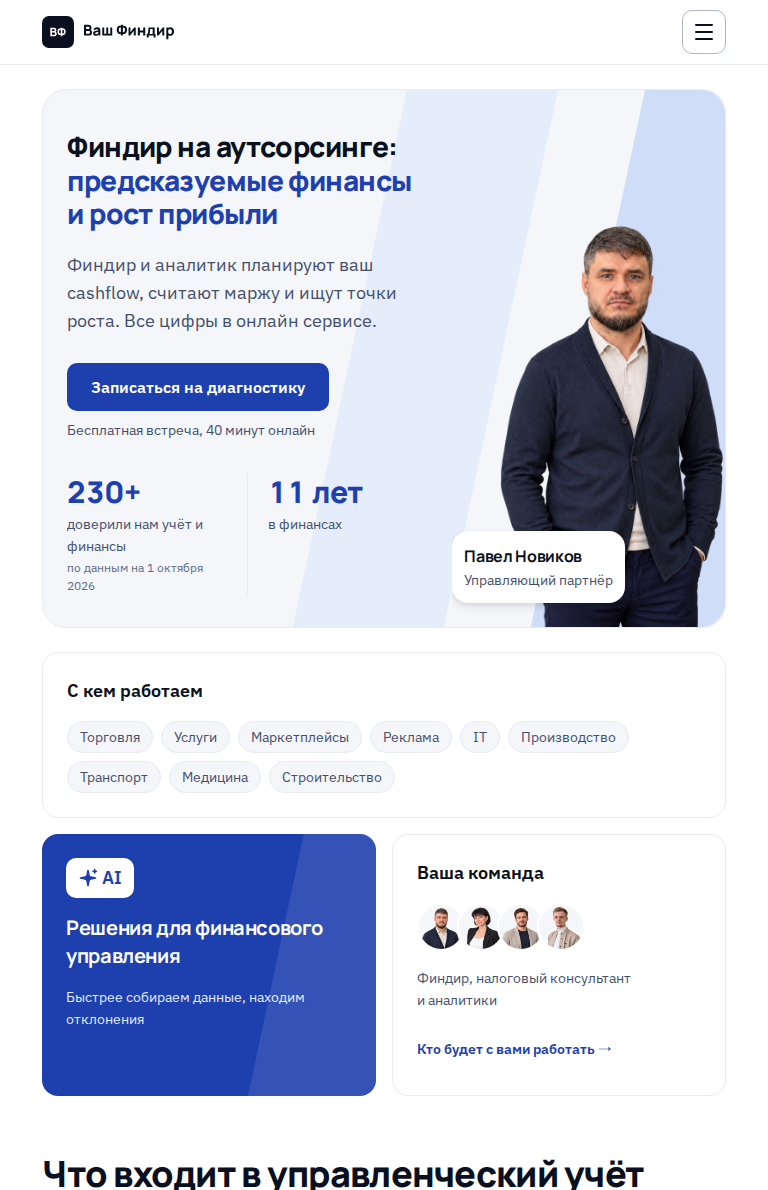 ВФ Ваш Финдир
Финдир на аутсорсинге:
предсказуемые финансы
и рост прибыли
Финдир и аналитик планируют ваш
cashflow, считают маржу и ищут точки
роста. Все цифры в онлайн сервисе.
Записаться на диагностику
Бесплатная встреча, 40 минут онлайн
230+
доверили нам учёт и
финансы
по данным на 1 октября
2026
11 лет
в финансах
Павел Новиков
Управляющий партнёр
С кем работаем
Торговля Услуги Маркетплейсы Реклама IT Производство
Транспорт Медицина Строительство
AI
Решения для финансового
управления
Быстрее собираем данные, находим
отклонения
Ваша команда
Финдир, налоговый консультант
и аналитики
Кто будет с вами работать →
Что входит в управленческий учёт